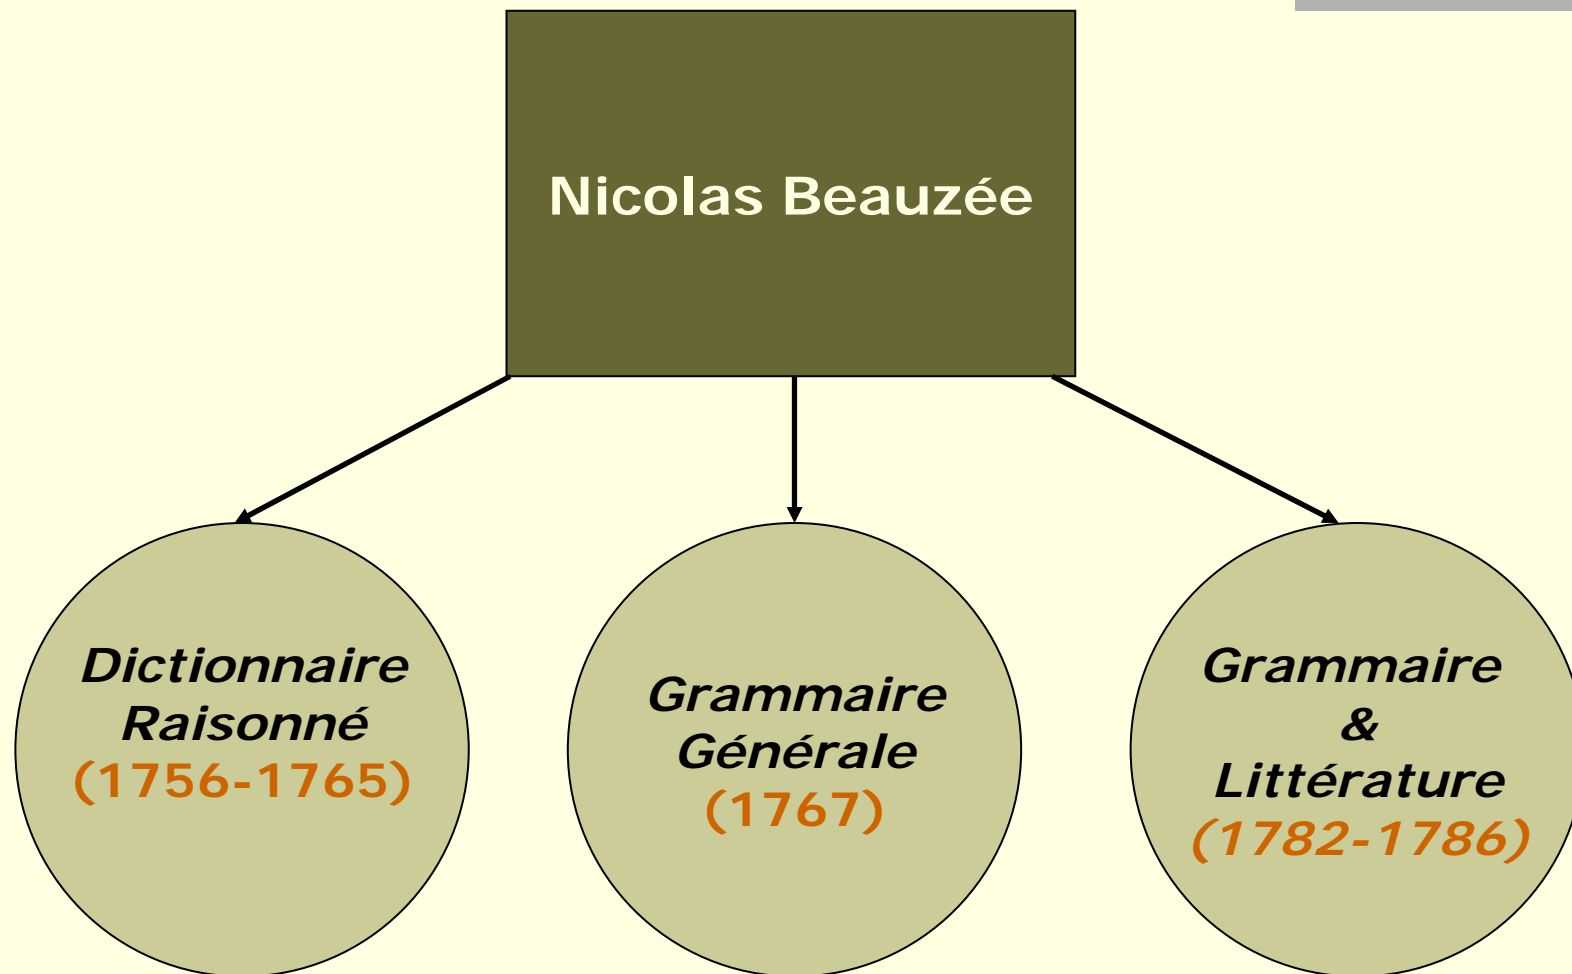 Nicolas Beauzée
Dictionnaire
Raisonné
(1756-1765)
Grammaire
Générale
(1767)
Grammaire
&
Littérature
(1782-1786)